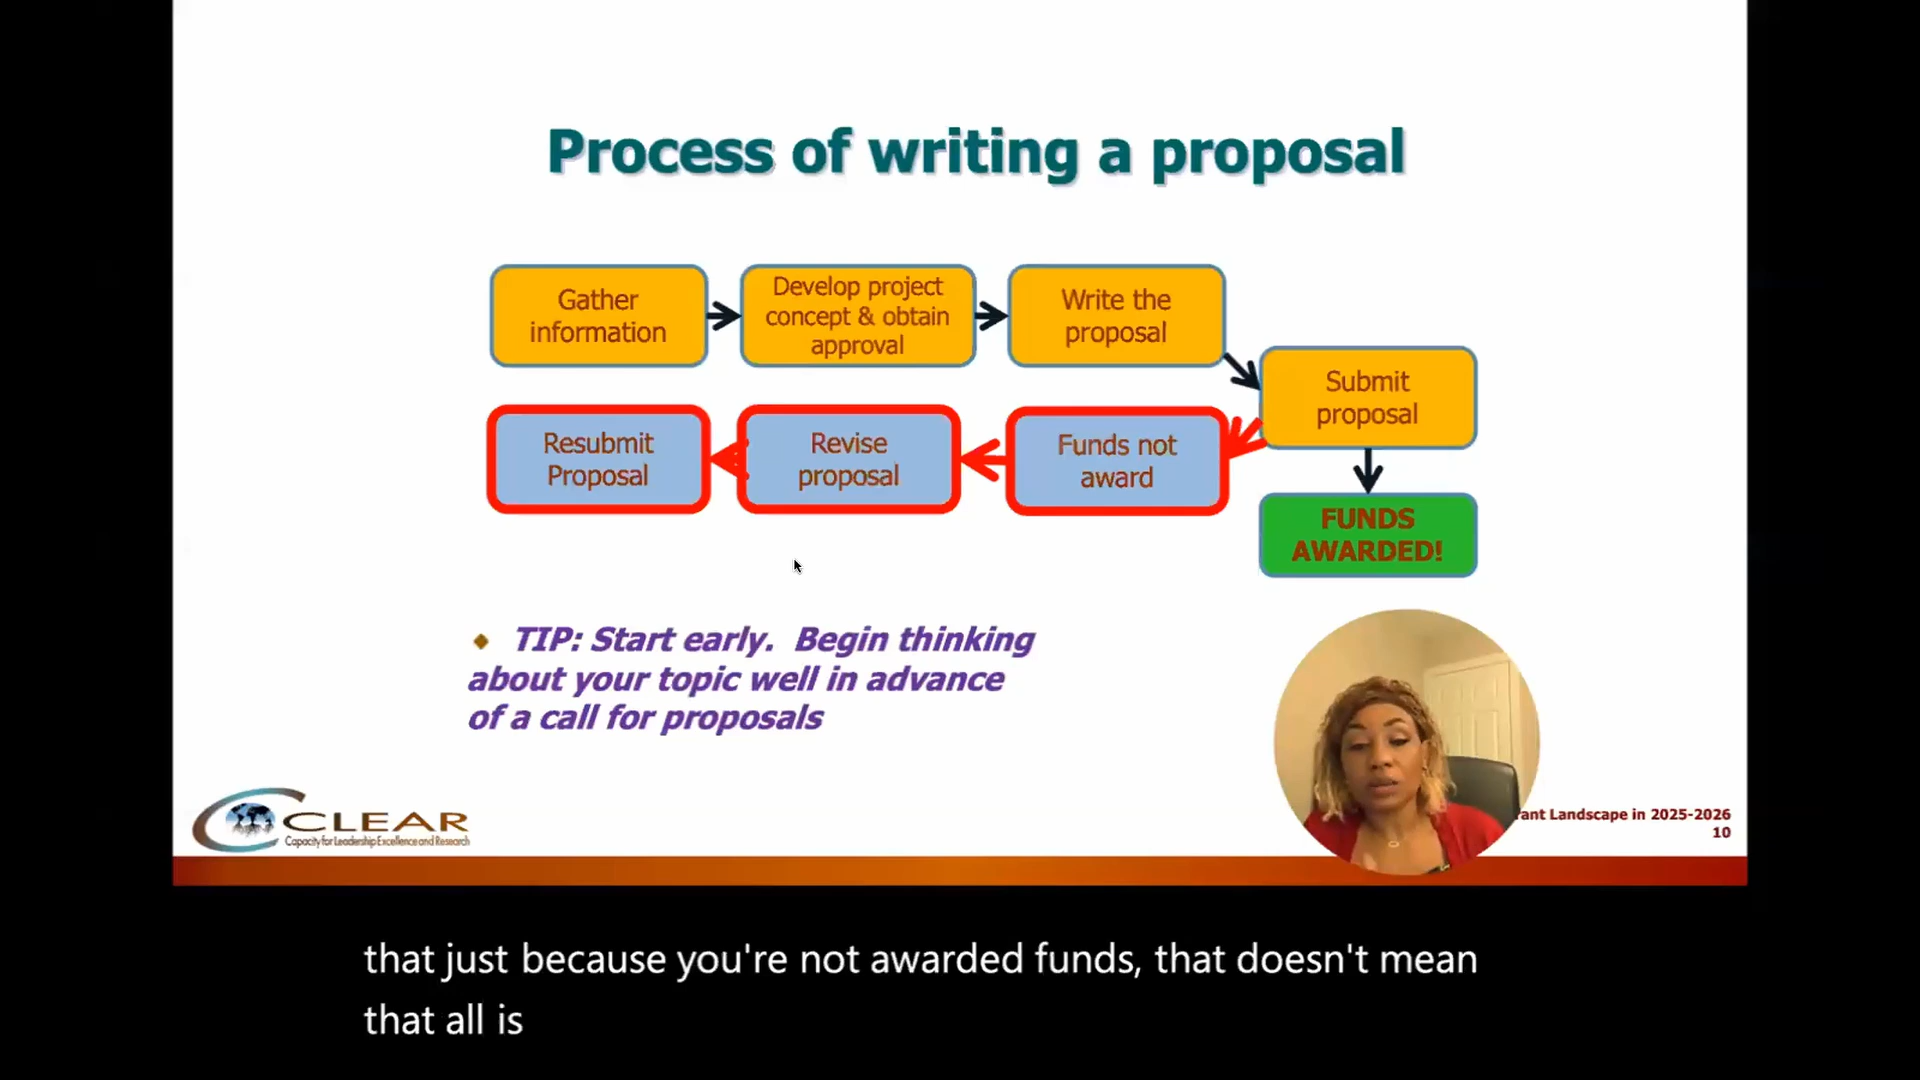 Process of writing a proposal
Gather
information
Develop project
concept & obtain
approval
Write the
proposal
Submit
proposal
FUNDS
AWARDED!
Funds not
award
Revise
proposal
Resubmit
Proposal
TIP: Start early. Begin thinking
about your topic well in advance
of a call for proposals
CLEAR
Capacity for Leadership Excellence and Research
Landscape in 2025-2026
10
that just because you're not awarded funds, that doesn't mean
that all is